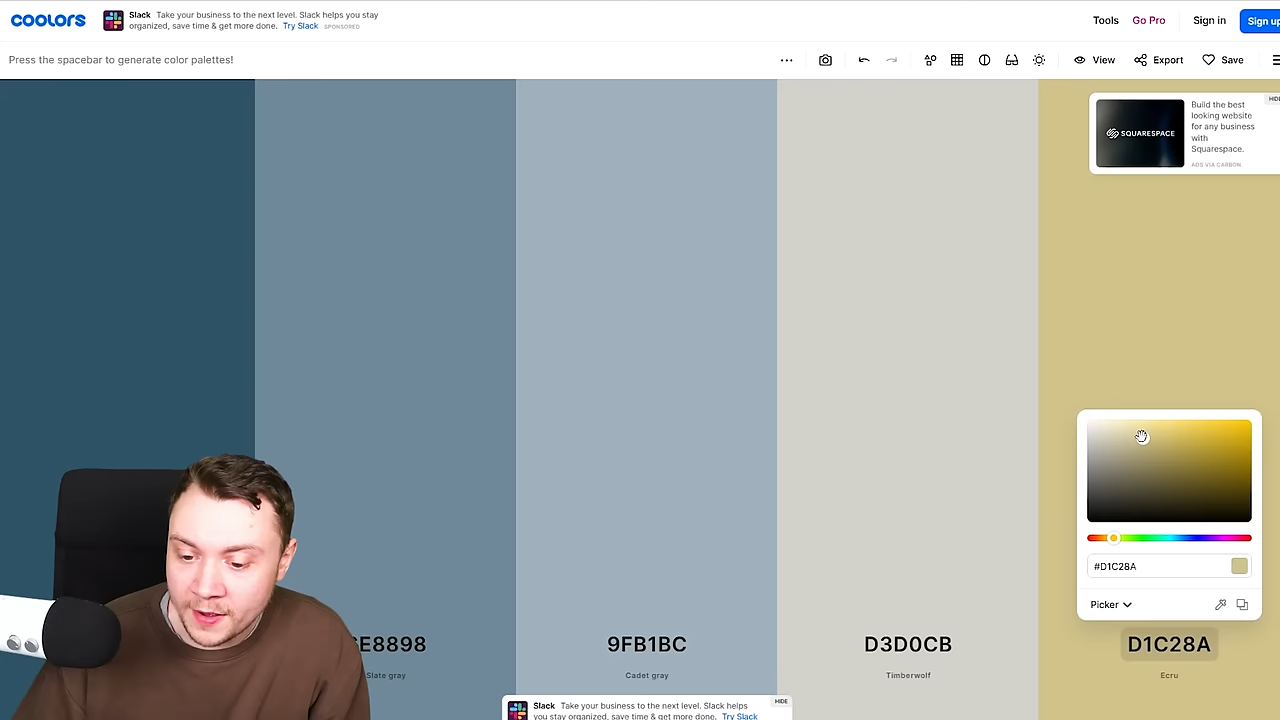 coolors
Slack Take your business to the next level. Slack helps you stay
organized, save time & get more done. Try Slack SPONSORED
Tools
Go Pro
Sign in
Sign up
Press the spacebar to generate color palettes!
View
Export
Save
HIDE
SQUARESPACE
Build the best
looking website
for any business
with
Squarespace.
ADS VIA CARBON
#D1C28A
Picker
6E8898
Slate gray
9FB1BC
Cadet gray
D3D0CB
Timberwolf
D1C28A
Ecru
HIDE
Slack Take your business to the next level. Slack helps
you stay organized, save time & get more done. Try Slack